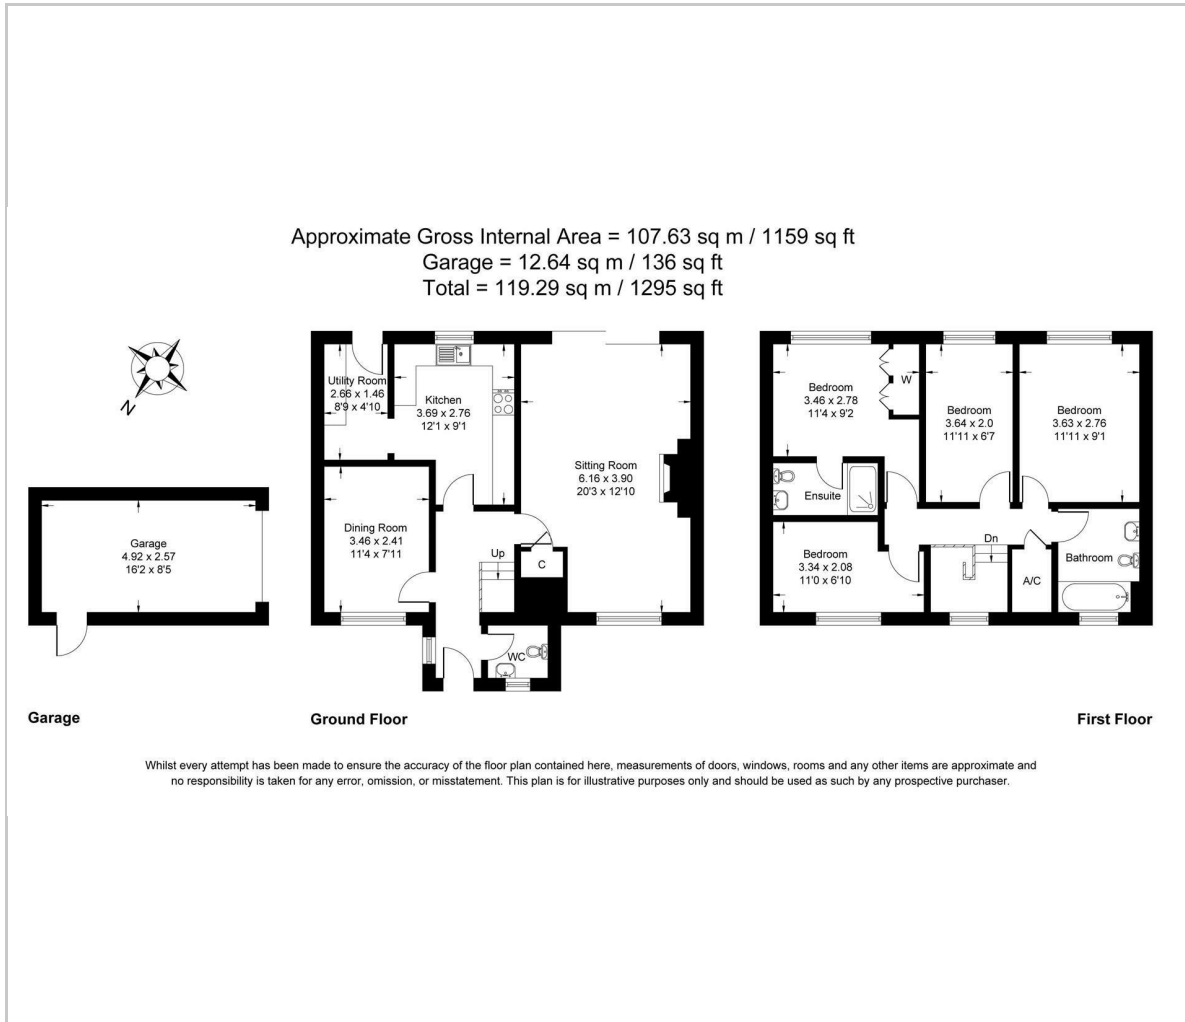 Approximate Gross Internal Area = 107.63 sq m / 1159 sq ft
Garage = 12.64 sq m / 136 sq ft
Total = 119.29 sq m / 1295 sq ft
N
Utility Room
2.66 x 1.46
8'9 x 4'10
Kitchen
3.69 x 2.76
12'1 x 9'1
Sitting Room
6.16 x 3.90
20'3 x 12'10
Dining Room
3.46 x 2.41
11'4 x 7'11
Up
C
WC
Garage
4.92 x 2.57
16'2 x 8'5
Bedroom
3.46 x 2.78
11'4 x 9'2
W
Bedroom
3.64 x 2.0
11'11 x 6'7
Bedroom
3.63 x 2.76
11'11 x 9'1
Ensuite
Bedroom
3.34 x 2.08
11'0 x 6'10
Dn
A/C
Bathroom
Garage
Ground Floor
First Floor
Whilst every attempt has been made to ensure the accuracy of the floor plan contained here, measurements of doors, windows, rooms and any other items are approximate and
no responsibility is taken for any error, omission, or misstatement. This plan is for illustrative purposes only and should be used as such by any prospective purchaser.